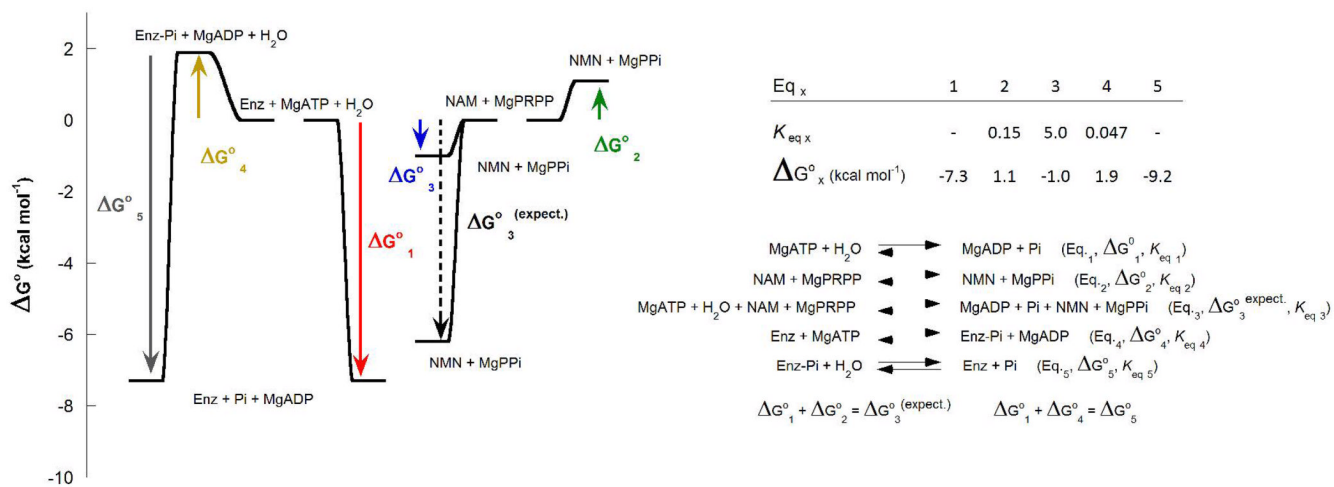 Enz-Pi + MgADP + H₂O
Enz + MgATP + H₂O
NAM + MgPRPP
NMN + MgPPi
NMN + MgPPi
NMN + MgPPi
Enz + Pi + MgADP
ΔG° (kcal mol⁻¹)
2
0
-2
-4
-6
-8
-10
ΔG°₅
ΔG°₄
ΔG°₁
ΔG°₃
ΔG°₃ (expect.)
ΔG°₂
Eq ₓ 1 2 3 4 5
K eq x - 0.15 5.0 0.047 -
ΔG°ₓ (kcal mol⁻¹) -7.3 1.1 -1.0 1.9 -9.2
MgATP + H₂O MgADP + Pi (Eq.₁, ΔG⁰₁, K eq 1)
NAM + MgPRPP NMN + MgPPi (Eq.₂, ΔG°₂, K eq 2)
MgATP + H₂O + NAM + MgPRPP MgADP + Pi + NMN + MgPPi (Eq.₃, ΔG°₃ expect., K eq 3)
Enz + MgATP Enz-Pi + MgADP (Eq.₄, ΔG°₄, K eq 4)
Enz-Pi + H₂O Enz + Pi (Eq.₅, ΔG°₅, K eq 5)
ΔG°₁ + ΔG°₂ = ΔG°₃ (expect.) ΔG°₁ + ΔG°₄ = ΔG°₅